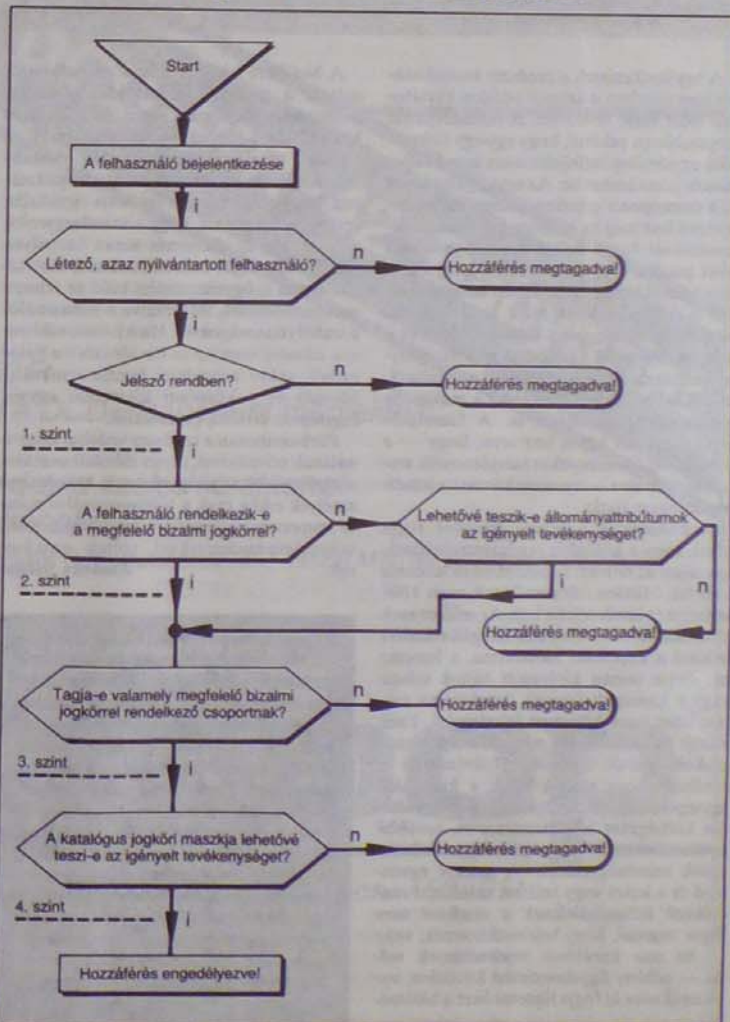 Start
A felhasználó bejelentkezése
i
Létező, azaz nyilvántartott felhasználó?
n
Hozzáférés megtagadva!
i
Jelsző rendben?
n
Hozzáférés megtagadva!
1. szint
i
A felhasználó rendelkezik-e
a megfelelő bizalmi jogkörrel?
n
Lehetővé teszik-e állományattribútumok
az igényelt tevékenységet?
2. szint
i
i
n
Hozzáférés megtagadva!
Tagja-e valamely megfelelő bizalmi
jogkörrel rendelkező csoportnak?
n
Hozzáférés megtagadva!
3. szint
i
A katalógus jogköri maszkja lehetővé
teszi-e az igényelt tevékenységet?
n
Hozzáférés megtagadva!
4. szint
i
Hozzáférés engedélyezve!